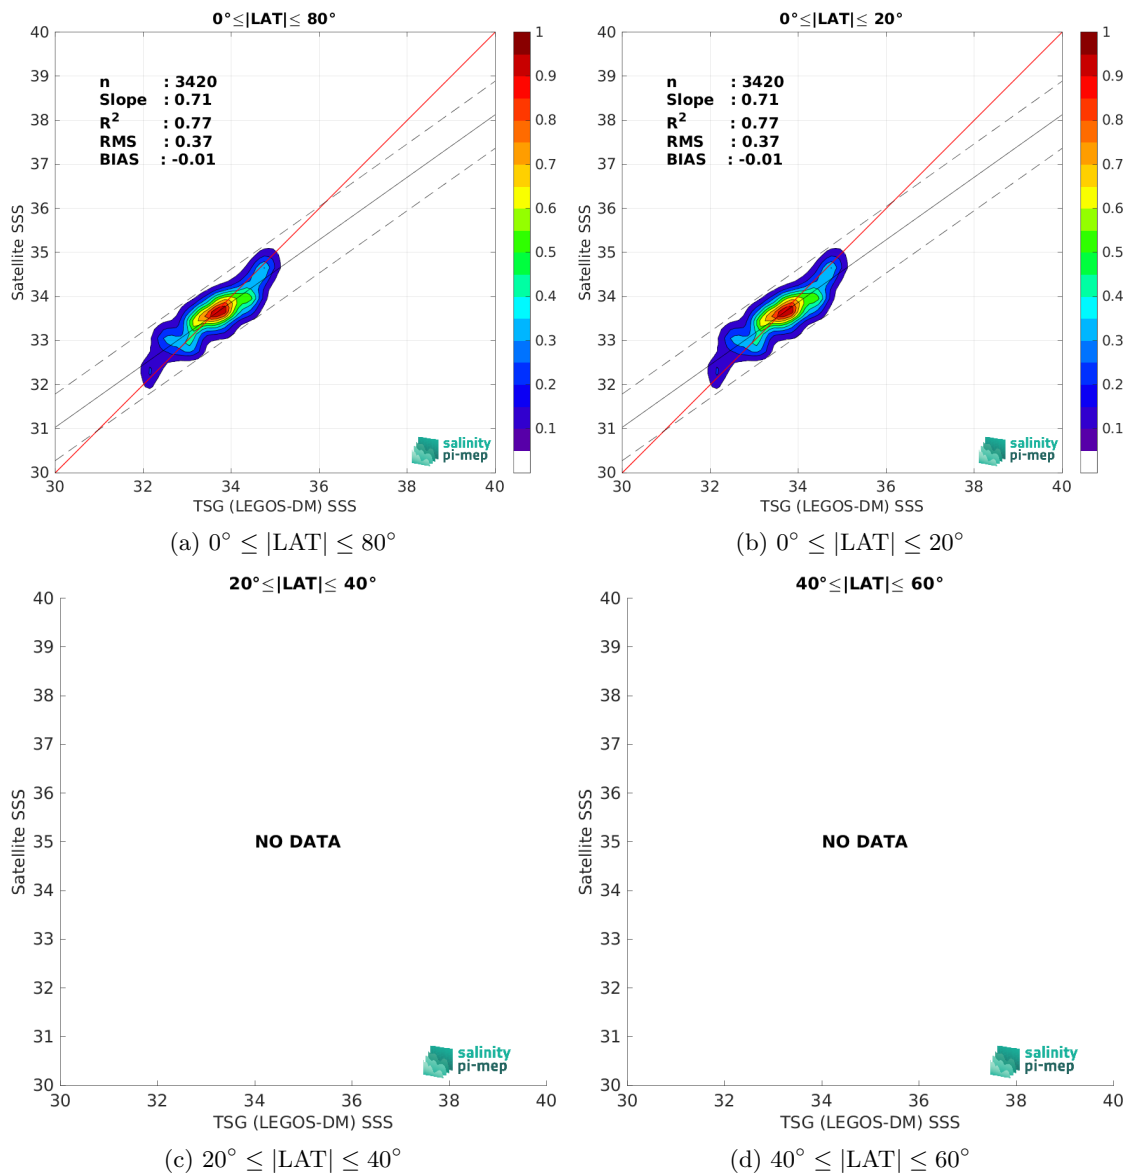 0°≤|LAT|≤ 80°
40
39
38
37
36
35
34
33
32
31
30
Satellite SSS
n : 3420
Slope : 0.71
R² : 0.77
RMS : 0.37
BIAS : -0.01
salinity
pi-mep
30 32 34 36 38 40
TSG (LEGOS-DM) SSS
1
0.9
0.8
0.7
0.6
0.5
0.4
0.3
0.2
0.1
(a) 0° ≤ |LAT| ≤ 80°
0°≤|LAT|≤ 20°
40
39
38
37
36
35
34
33
32
31
30
Satellite SSS
n : 3420
Slope : 0.71
R² : 0.77
RMS : 0.37
BIAS : -0.01
salinity
pi-mep
30 32 34 36 38 40
TSG (LEGOS-DM) SSS
1
0.9
0.8
0.7
0.6
0.5
0.4
0.3
0.2
0.1
(b) 0° ≤ |LAT| ≤ 20°
20°≤|LAT|≤ 40°
40
39
38
37
36
35
34
33
32
31
30
Satellite SSS
NO DATA
salinity
pi-mep
30 32 34 36 38 40
TSG (LEGOS-DM) SSS
(c) 20° ≤ |LAT| ≤ 40°
40°≤|LAT|≤ 60°
40
39
38
37
36
35
34
33
32
31
30
Satellite SSS
NO DATA
salinity
pi-mep
30 32 34 36 38 40
TSG (LEGOS-DM) SSS
(d) 40° ≤ |LAT| ≤ 60°